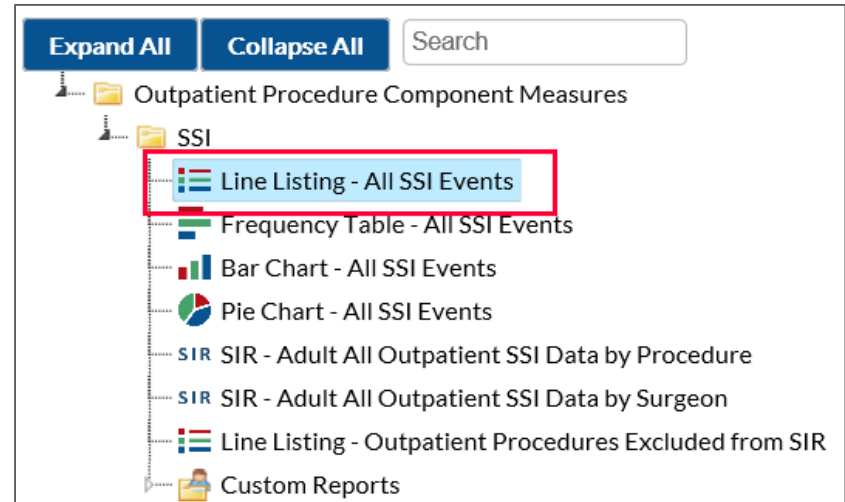 Expand All Collapse All Search
Outpatient Procedure Component Measures
SSI
Line Listing - All SSI Events
Frequency Table - All SSI Events
Bar Chart - All SSI Events
Pie Chart - All SSI Events
SIR SIR - Adult All Outpatient SSI Data by Procedure
SIR SIR - Adult All Outpatient SSI Data by Surgeon
Line Listing - Outpatient Procedures Excluded from SIR
Custom Reports